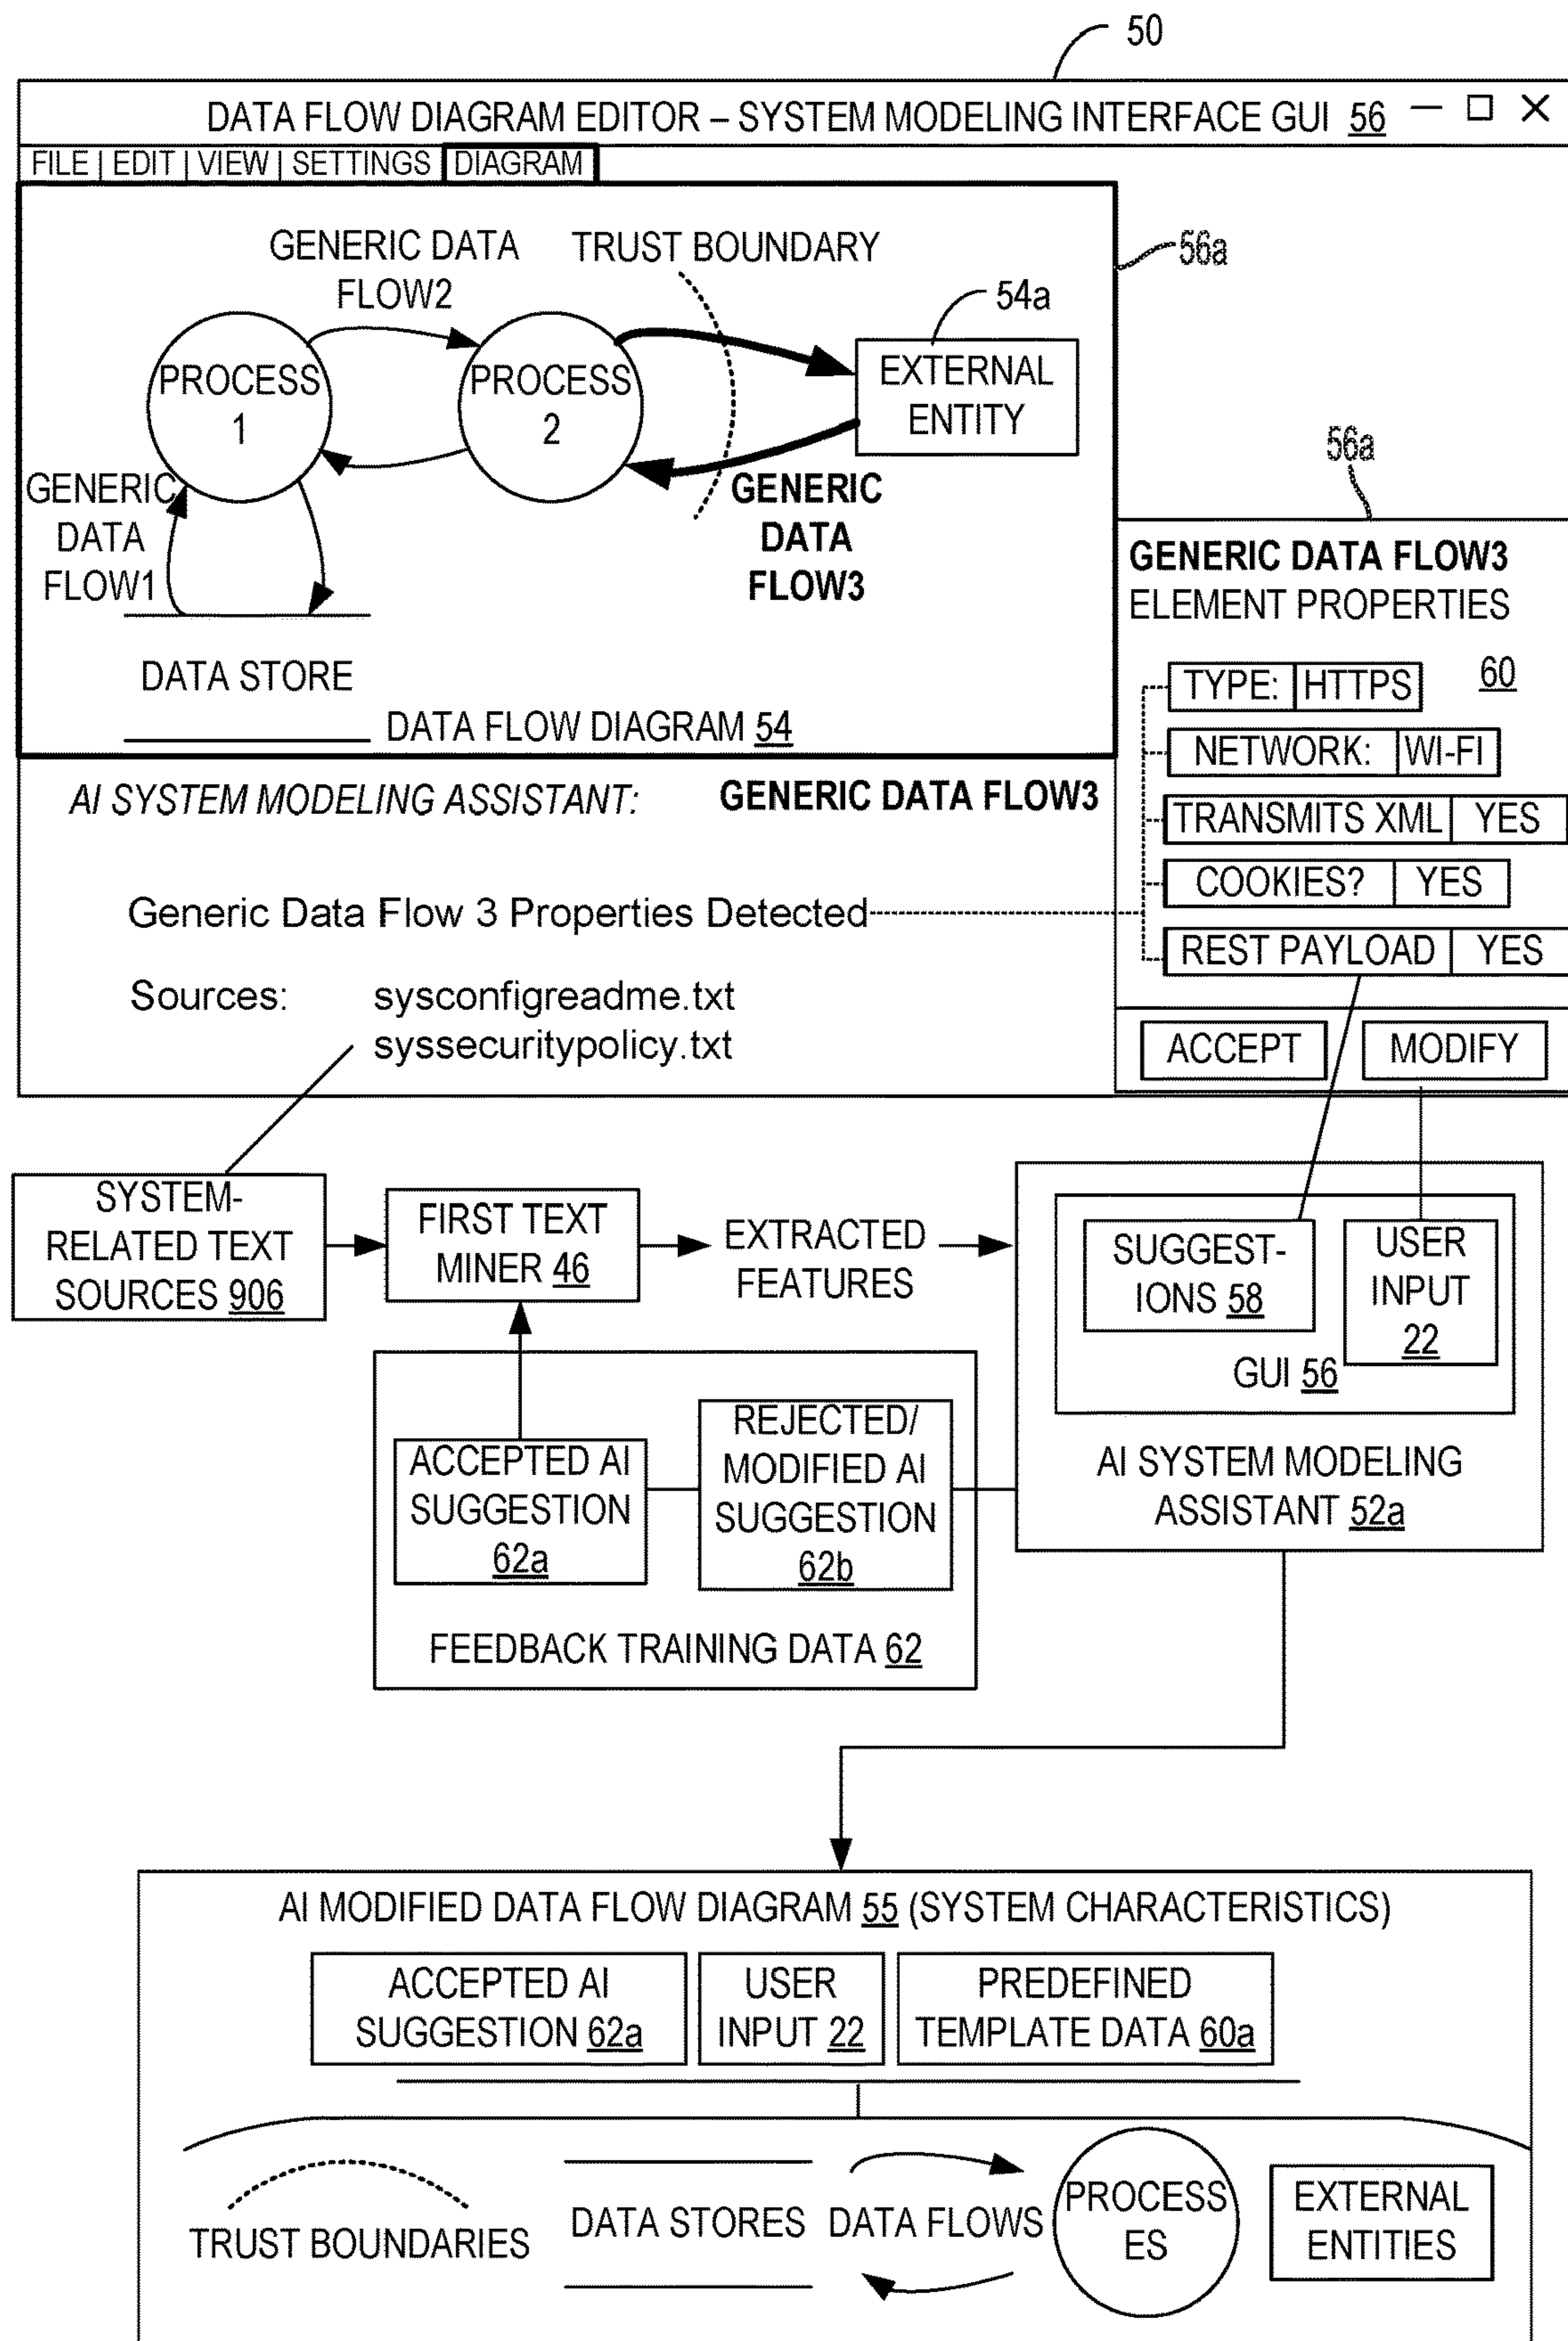 50
DATA FLOW DIAGRAM EDITOR – SYSTEM MODELING INTERFACE GUI 56
FILE | EDIT | VIEW | SETTINGS DIAGRAM
GENERIC DATA
FLOW2
TRUST BOUNDARY
56a
54a
PROCESS
1
PROCESS
2
EXTERNAL
ENTITY
GENERIC
DATA
FLOW1
GENERIC
DATA
FLOW3
DATA STORE
DATA FLOW DIAGRAM 54
56a
GENERIC DATA FLOW3
ELEMENT PROPERTIES
60
TYPE: HTTPS
NETWORK: WI-FI
TRANSMITS XML YES
COOKIES? YES
REST PAYLOAD YES
ACCEPT MODIFY
AI SYSTEM MODELING ASSISTANT: GENERIC DATA FLOW3
Generic Data Flow 3 Properties Detected
Sources: sysconfigreadme.txt
syssecuritypolicy.txt
SYSTEM-
RELATED TEXT
SOURCES 906
FIRST TEXT
MINER 46
EXTRACTED
FEATURES
SUGGEST-
IONS 58
USER
INPUT
22
GUI 56
AI SYSTEM MODELING
ASSISTANT 52a
ACCEPTED AI
SUGGESTION
62a
REJECTED/
MODIFIED AI
SUGGESTION
62b
FEEDBACK TRAINING DATA 62
AI MODIFIED DATA FLOW DIAGRAM 55 (SYSTEM CHARACTERISTICS)
ACCEPTED AI
SUGGESTION 62a
USER
INPUT 22
PREDEFINED
TEMPLATE DATA 60a
TRUST BOUNDARIES
DATA STORES
DATA FLOWS
PROCESS
ES
EXTERNAL
ENTITIES